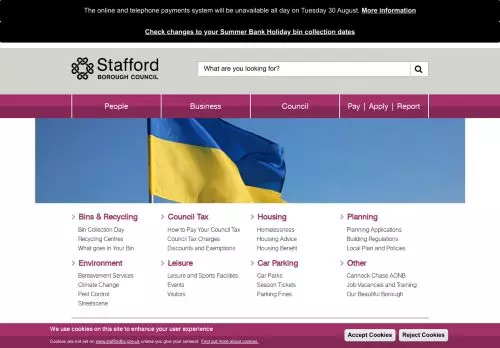 The online and telephone payments system will be unavailable all day on Tuesday 30 August. More information
Check changes to your Summer Bank Holiday bin collection dates
Stafford
BOROUGH COUNCIL
What are you looking for?
People
Business
Council
Pay | Apply | Report
Bins & Recycling
Bin Collection Day
Recycling Centres
What goes in Your Bin
Council Tax
How to Pay Your Council Tax
Council Tax Charges
Discounts and Exemptions
Housing
Homelessness
Housing Advice
Housing Benefit
Planning
Planning Applications
Building Regulations
Local Plan and Policies
Environment
Bereavement Services
Climate Change
Pest Control
Streetscene
Leisure
Leisure and Sports Facilities
Events
Visitors
Car Parking
Car Parks
Season Tickets
Parking Fines
Other
Cannock Chase AONB
Job Vacancies and Training
Our Beautiful Borough
We use cookies on this site to enhance your user experience
Cookies are not set on www.staffordbc.gov.uk unless you give your consent. Find out more about cookies.
Accept Cookies
Reject Cookies